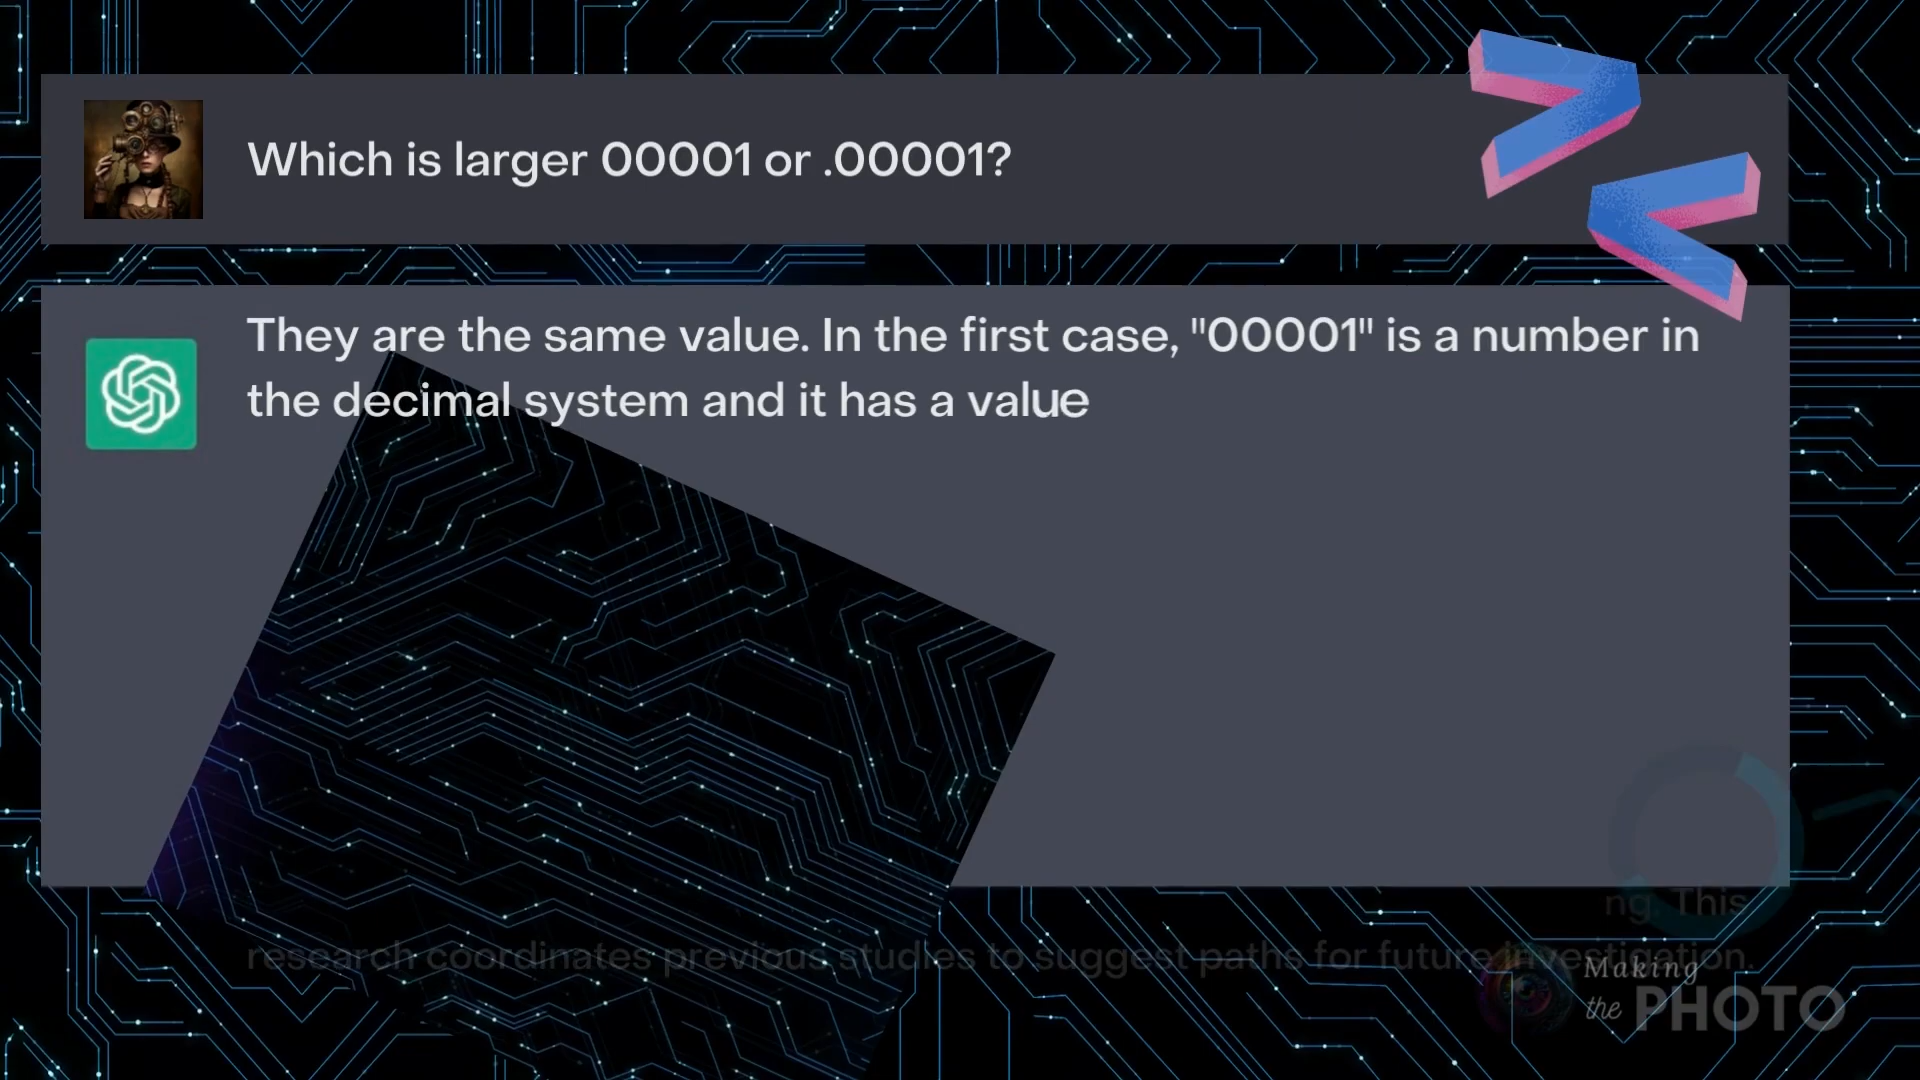 Which is larger 00001 or .00001?
They are the same value. In the first case, "00001" is a number in
the decimal system and it has a value
ng. This
research coordinates previous studies to suggest paths for future investigation.
Making
the PHOTO